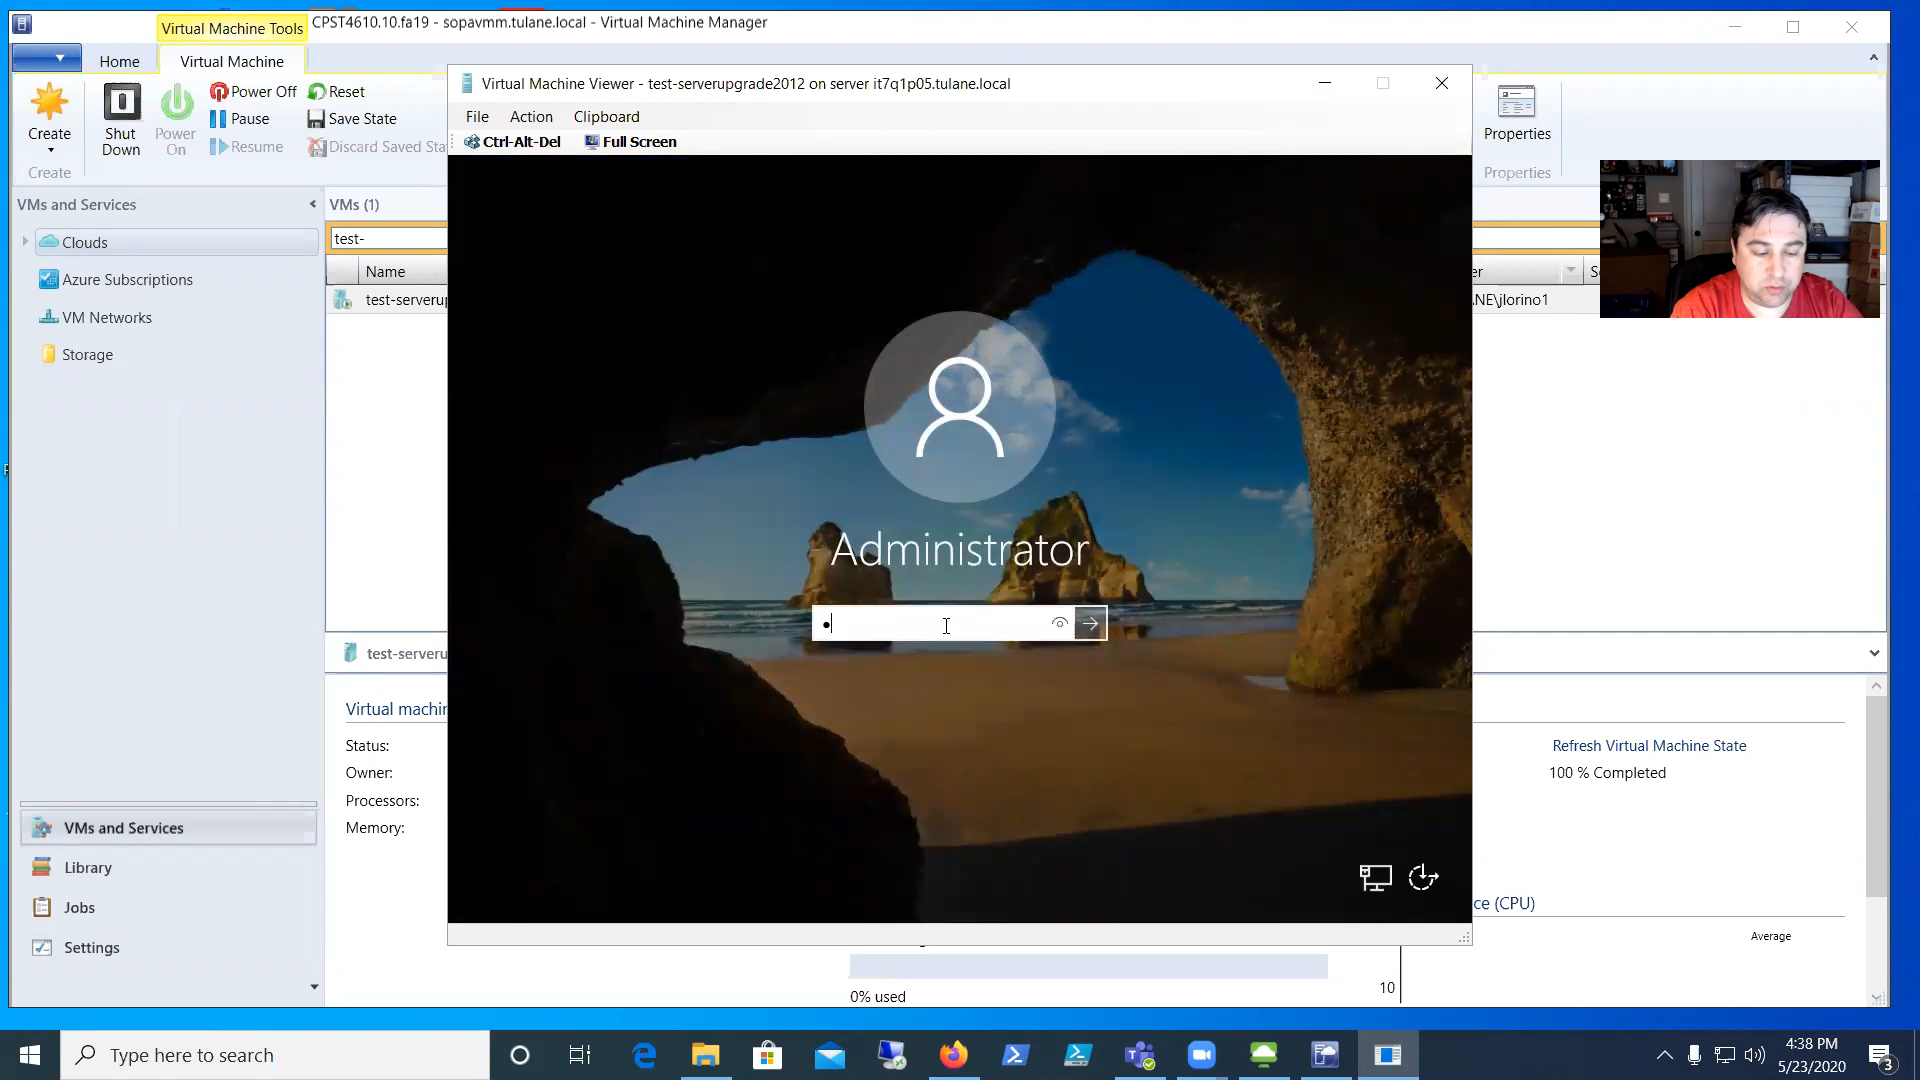 CPST4610.10.fa19 - sopavmm.tulane.local - Virtual Machine Manager
Virtual Machine Tools
Home
Virtual Machine
Create
Shut Down
Power On
Power Off
Pause
Resume
Reset
Save State
Discard Saved Sta
Create
Properties
Properties
VMs and Services
Clouds
Azure Subscriptions
VM Networks
Storage
VMs (1)
test-
Name
er
S
test-serveru
NE\jlorino1
Virtual Machine Viewer - test-serverupgrade2012 on server it7q1p05.tulane.local
File
Action
Clipboard
Ctrl-Alt-Del
Full Screen
Administrator
test-serveru
Virtual machin
Status:
Owner:
Processors:
Memory:
Refresh Virtual Machine State
100 % Completed
ce (CPU)
Average
10
0% used
VMs and Services
Library
Jobs
Settings
Type here to search
4:38 PM
5/23/2020
3